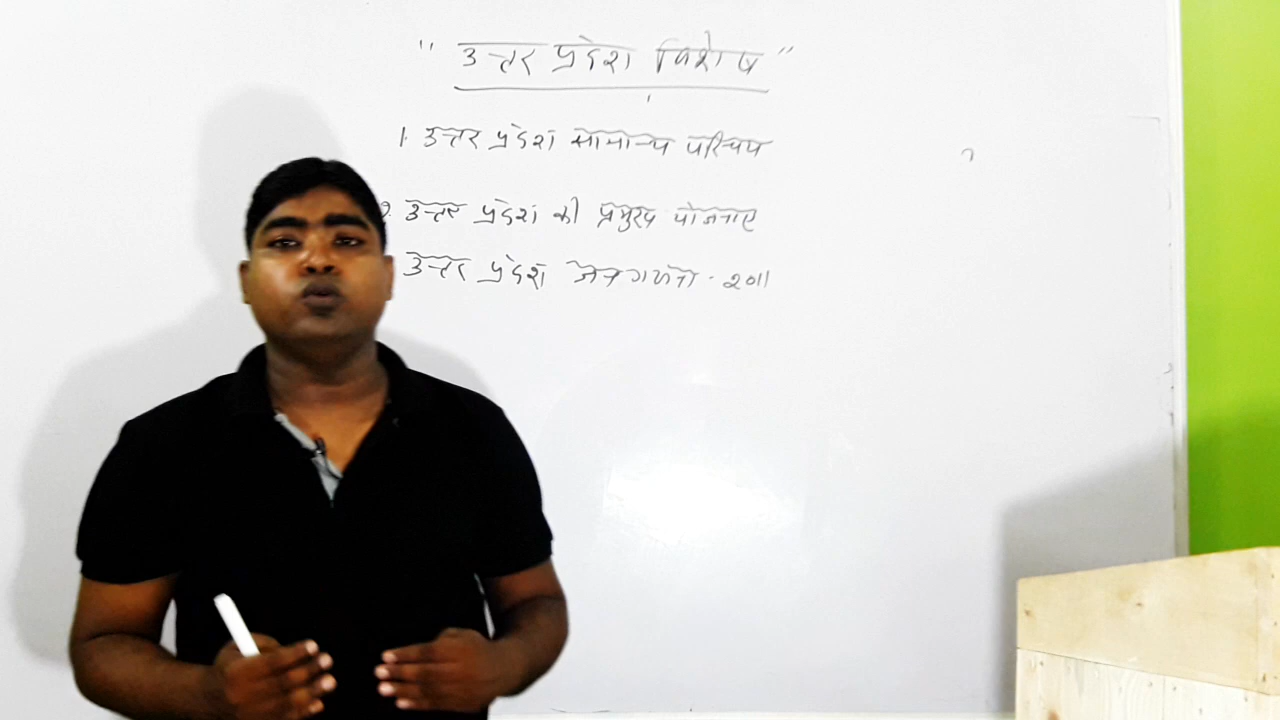 " उत्तर प्रदेश विशेष "
1. उत्तर प्रदेश सामान्य परिचय
2. उत्तर प्रदेश की प्रमुख योजनाए
उत्तर प्रदेश जनगणना - 2011